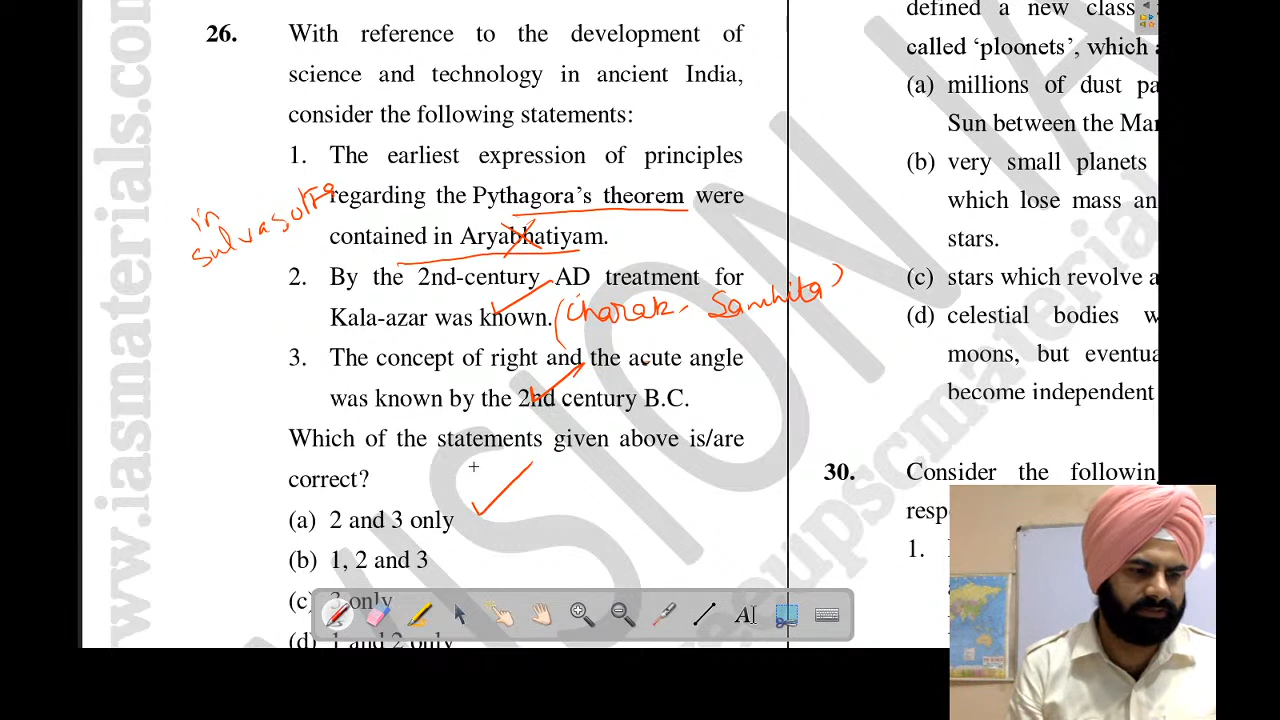 26. With reference to the development of
science and technology in ancient India,
consider the following statements:
1. The earliest expression of principles
regarding the Pythagora's theorem were
contained in Aryabhatiyam.
in
sulvasutra
2. By the 2nd-century AD treatment for
Kala-azar was known.
(Charak Samhita)
3. The concept of right and the acute angle
was known by the 2nd century B.C.
Which of the statements given above is/are
correct?
(a) 2 and 3 only
(b) 1, 2 and 3
(c) 3 only
(d) 1 and 2 only
defined a new class
called 'ploonets', which
(a) millions of dust
Sun between the
(b) very small planets
which lose mass
stars.
(c) stars which revolve
(d) celestial bodies
moons, but
become independent
30. Consider the
1.
www.iasmaterials.com
VISION IA